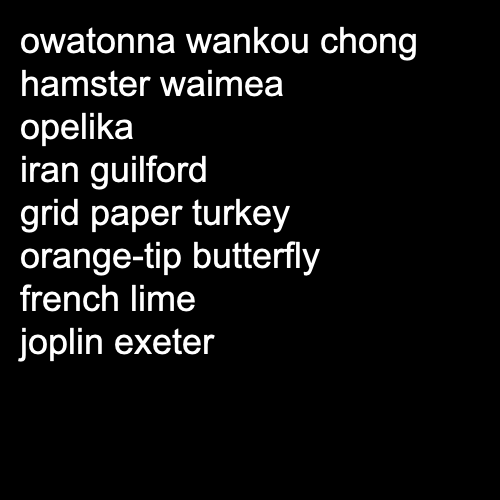 owatonna wankou chong
hamster waimea
opelika
iran guilford
grid paper turkey
orange-tip butterfly
french lime
joplin exeter